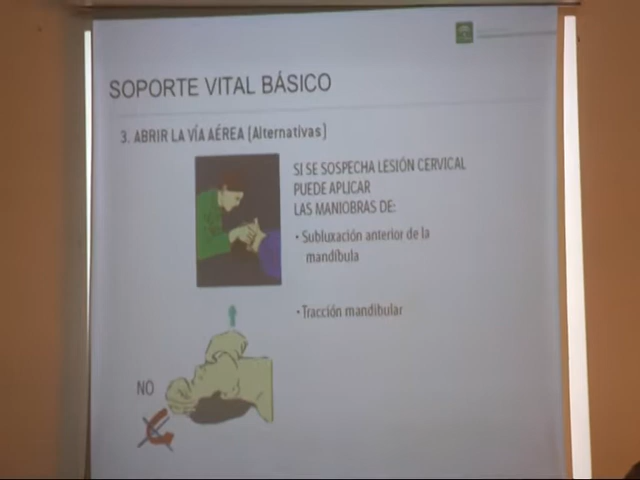 SOPORTE VITAL BÁSICO
3. ABRIR LA VÍA AÉREA (Alternativas)
SI SE SOSPECHA LESIÓN CERVICAL
PUEDE APLICAR
LAS MANIOBRAS DE:
• Subluxación anterior de la
mandíbula
• Tracción mandibular
NO